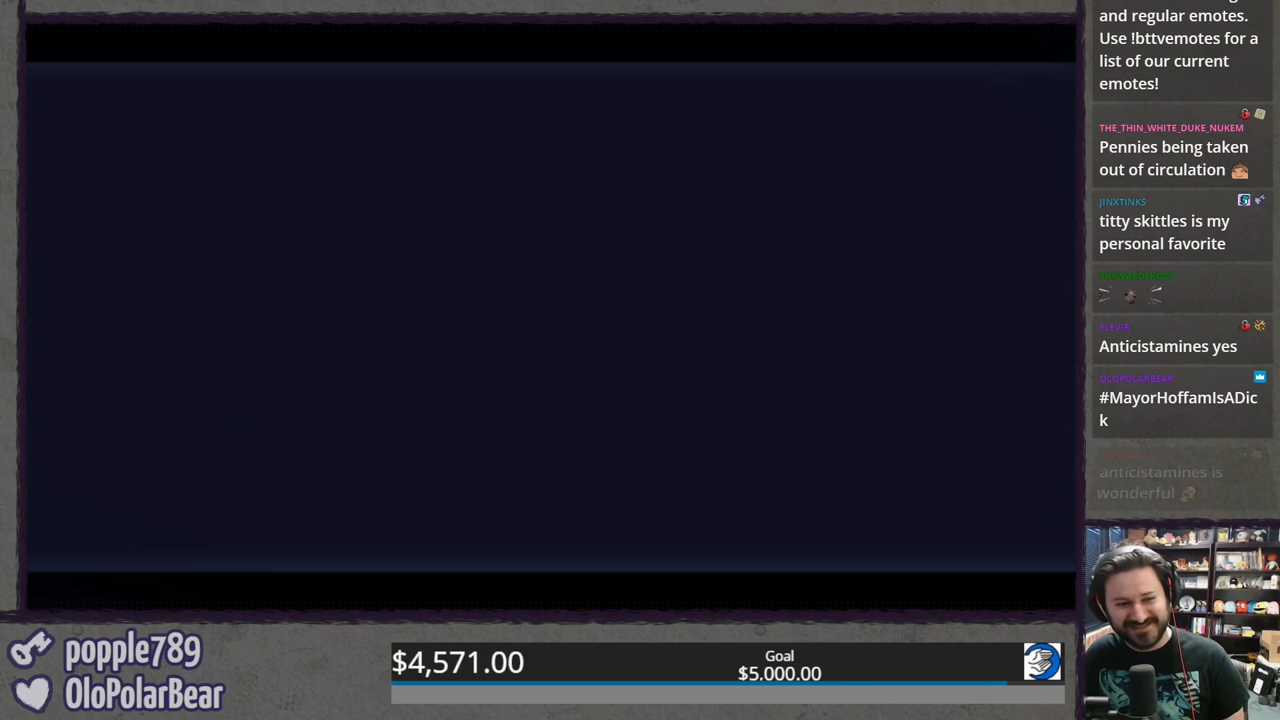 and regular emotes.
Use !bttvemotes for a
list of our current
emotes!
THE_THIN_WHITE_DUKE_NUKEM
Pennies being taken
out of circulation
JINXTINKS
titty skittles is my
personal favorite
FLEVIR
Anticistamines yes
OLOPOLARBEAR
#MayorHoffamIsADic
k
anticistamines is
wonderful
popple789
OloPolarBear
$4,571.00
Goal
$5,000.00